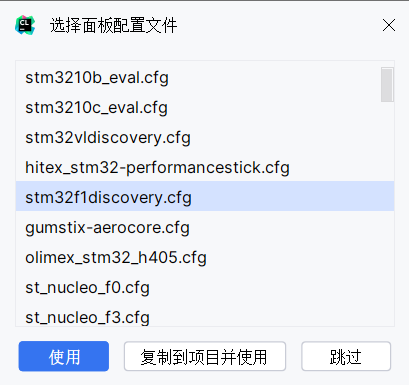 CL
选择面板配置文件
stm3210b_eval.cfg
stm3210c_eval.cfg
stm32vldiscovery.cfg
hitex_stm32-performancestick.cfg
stm32f1discovery.cfg
gumstix-aerocore.cfg
olimex_stm32_h405.cfg
st_nucleo_f0.cfg
st_nucleo_f3.cfg
使用
复制到项目并使用
跳过